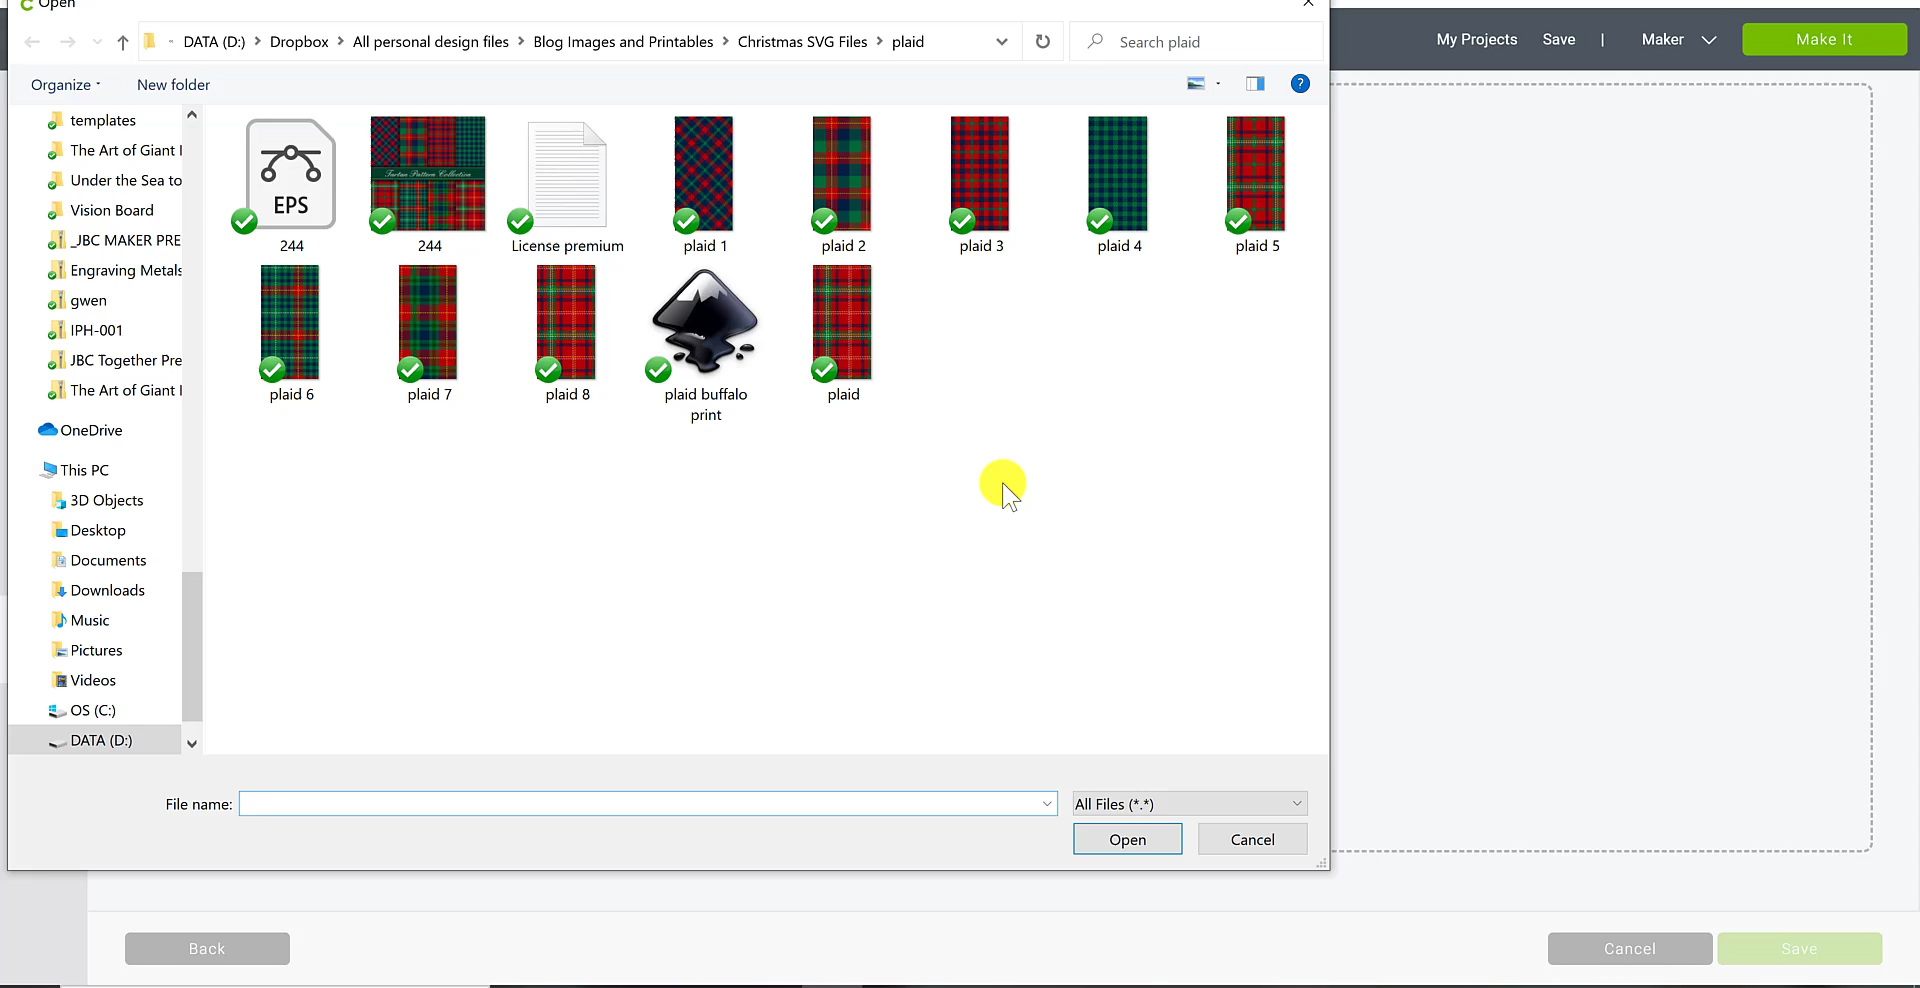 Open
DATA (D:) > Dropbox > All personal design files > Blog Images and Printables > Christmas SVG Files > plaid
Search plaid
My Projects Save | Maker Make It
Organize New folder
templates
The Art of Giant
Under the Sea to
Vision Board
_JBC MAKER PRE
Engraving Metals
gwen
IPH-001
JBC Together Pre
The Art of Giant
OneDrive
This PC
3D Objects
Desktop
Documents
Downloads
Music
Pictures
Videos
OS (C:)
DATA (D:)
EPS
Tartan Pattern Collection
244 244 License premium plaid 1 plaid 2 plaid 3 plaid 4 plaid 5
plaid 6 plaid 7 plaid 8 plaid buffalo print plaid
File name:
All Files (*.*)
Open Cancel
Back Cancel Save